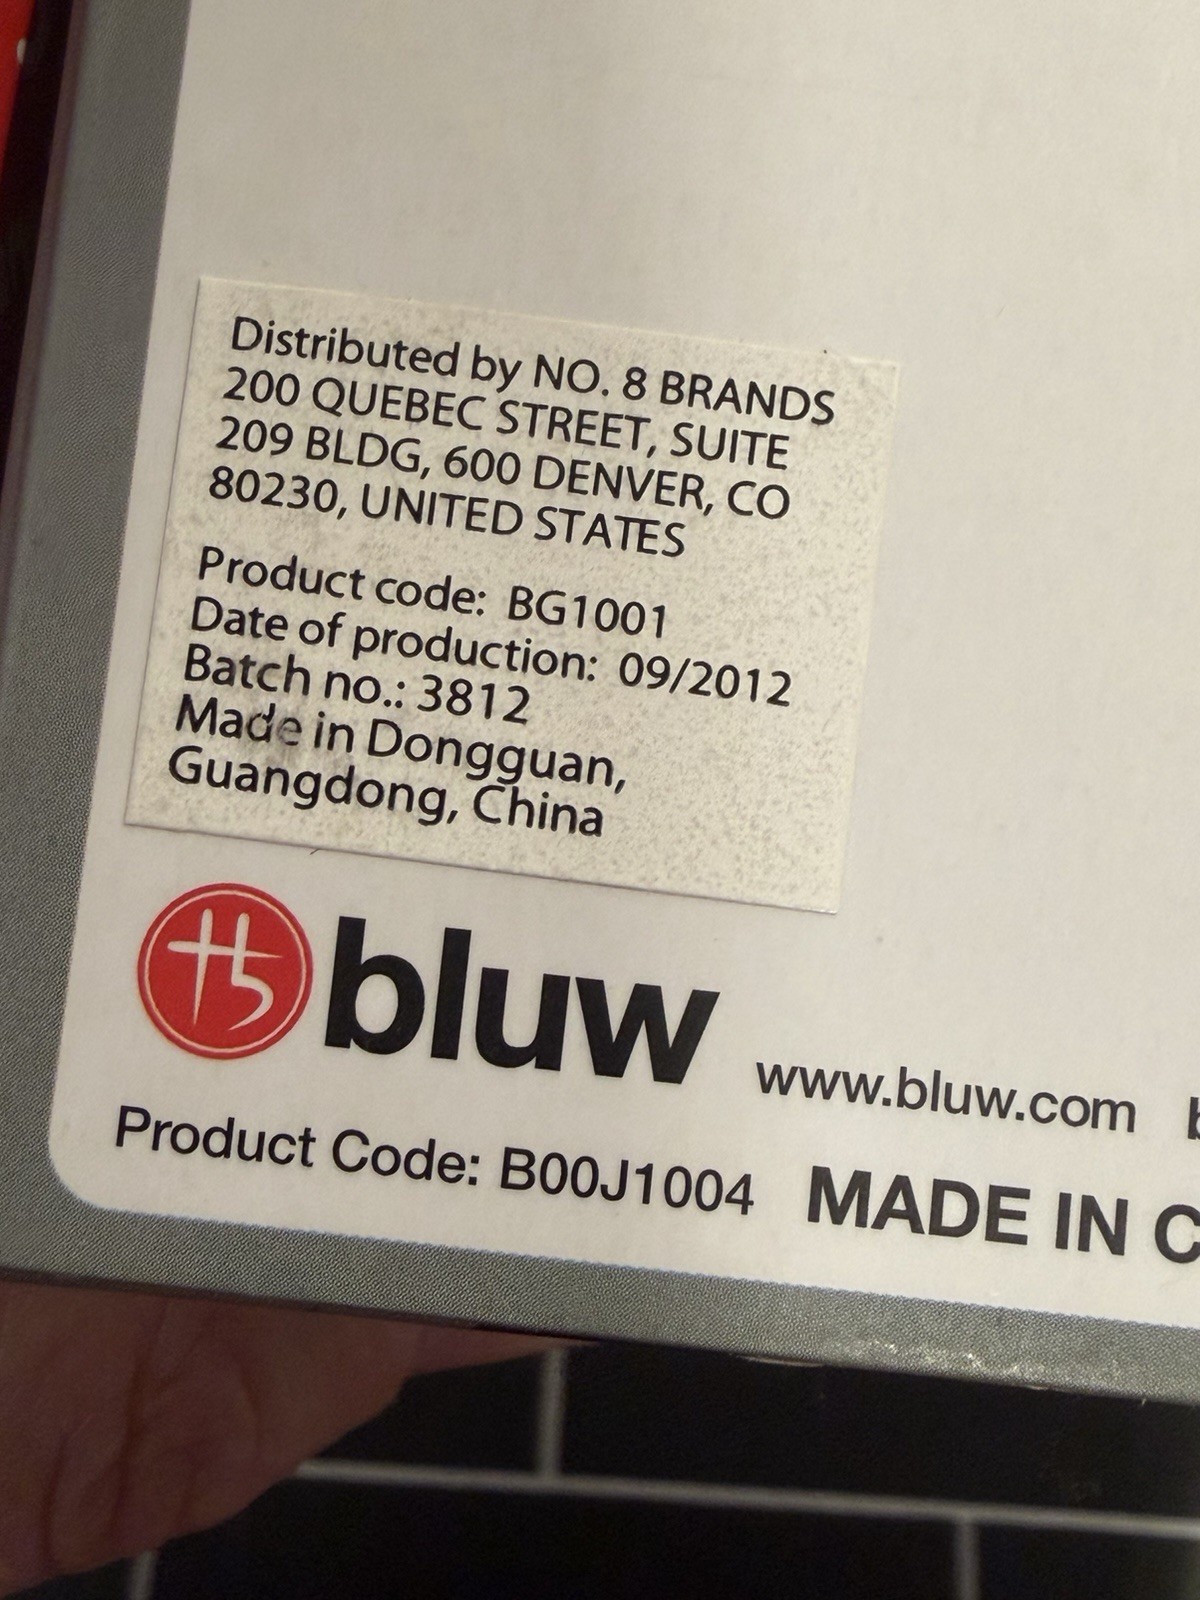 Distributed by NO. 8 BRANDS
200 QUEBEC STREET, SUITE
209 BLDG, 600 DENVER, CO
80230, UNITED STATES
Product code: BG1001
Date of production: 09/2012
Batch no.: 3812
Made in Dongguan,
Guangdong, China
bluw
www.bluw.com
Product Code: B00J1004 MADE IN